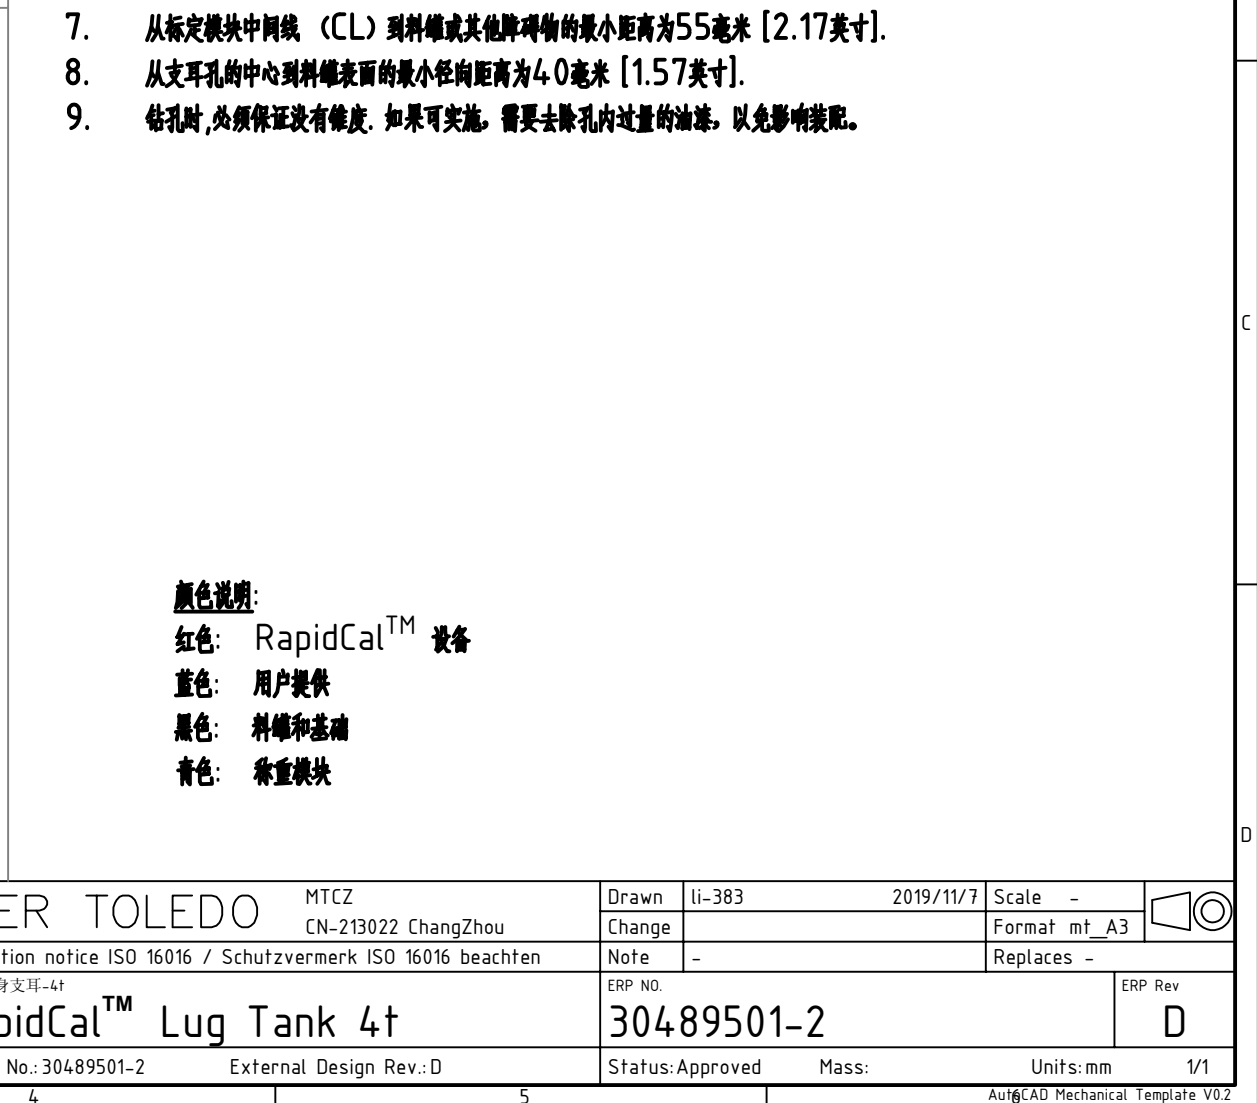 7. 从标定模块中间线 （CL）到料罐或其他障碍物的最小距离为55毫米 [2.17英寸].
8. 从支耳孔的中心到料罐表面的最小径向距离为40毫米 [1.57英寸].
9. 钻孔时,必须保证没有锥度. 如果可实施，需要去除孔内过量的油漆，以免影响装配。
C
颜色说明:
红色: RapidCal™ 设备
蓝色: 用户提供
黑色: 料罐和基础
青色: 称重模块
D
ER TOLEDO
MTCZ
CN-213022 ChangZhou
Drawn li-383 2019/11/7
Scale -
Change
Format mt_A3
tion notice ISO 16016 / Schutzvermerk ISO 16016 beachten
Note -
Replaces -
身支耳-4t
pidCal™ Lug Tank 4t
ERP NO.
30489501-2
ERP Rev
D
No.: 30489501-2 External Design Rev.: D
Status: Approved Mass: Units: mm 1/1
4 5 6
AutoCAD Mechanical Template V0.2